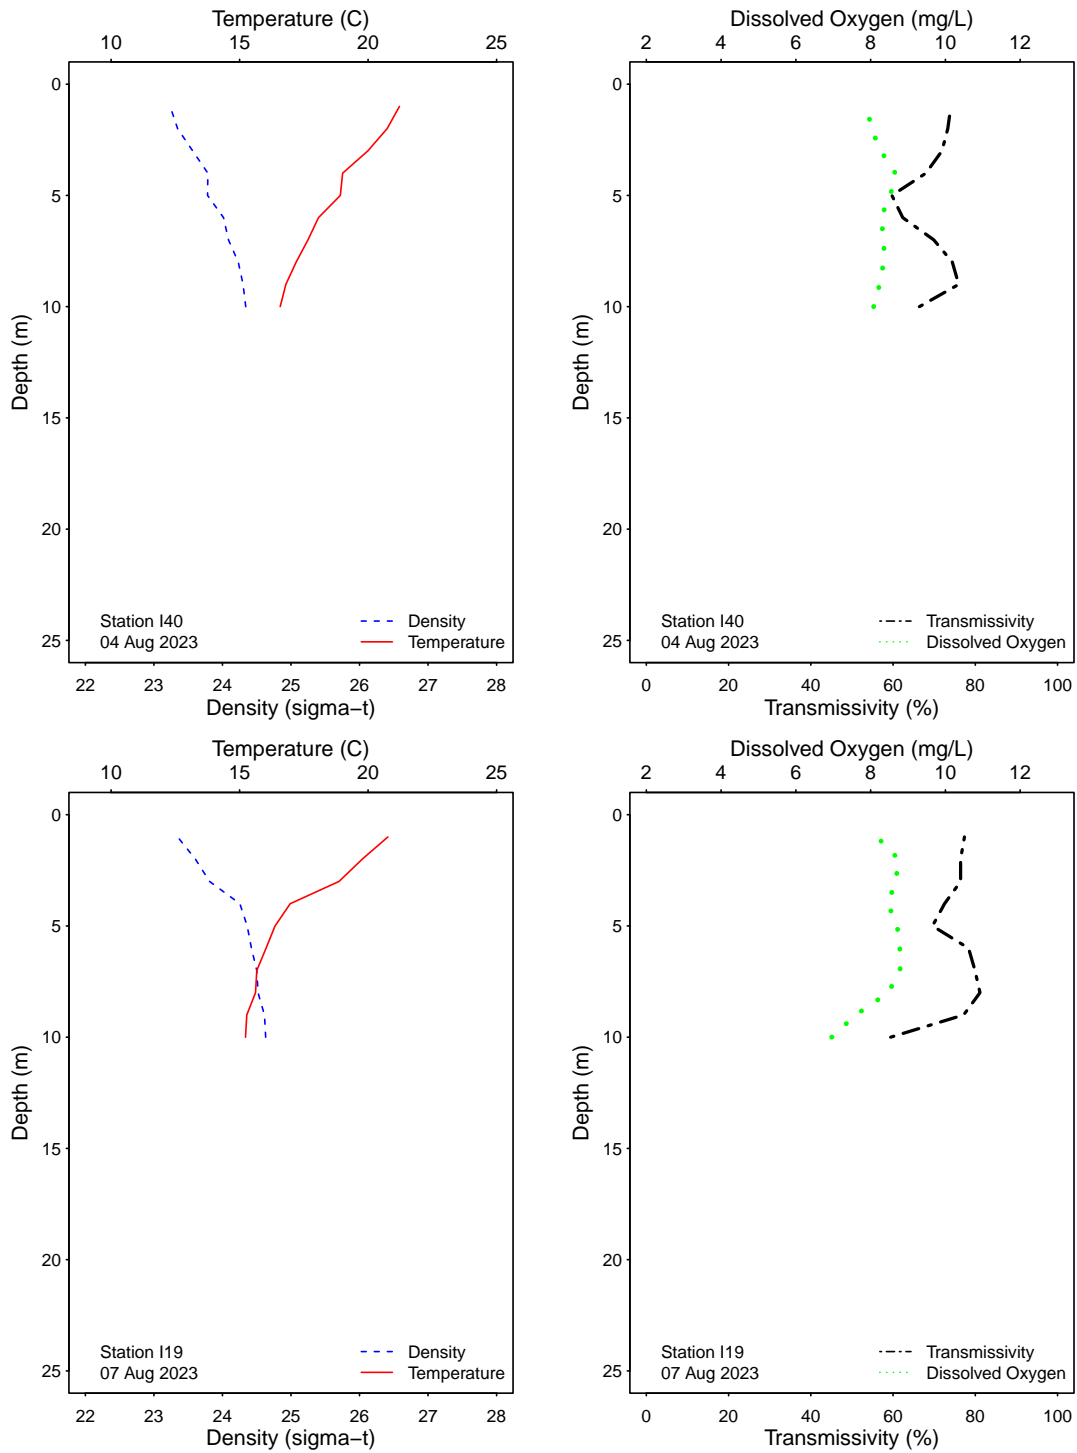 Temperature (C)
10 15 20 25
0
5
10
15
20
25
Depth (m)
Station I40
04 Aug 2023
Density
Temperature
22 23 24 25 26 27 28
Density (sigma−t)
Dissolved Oxygen (mg/L)
2 4 6 8 10 12
0
5
10
15
20
25
Depth (m)
Station I40
04 Aug 2023
Transmissivity
Dissolved Oxygen
0 20 40 60 80 100
Transmissivity (%)
Temperature (C)
10 15 20 25
0
5
10
15
20
25
Depth (m)
Station I19
07 Aug 2023
Density
Temperature
22 23 24 25 26 27 28
Density (sigma−t)
Dissolved Oxygen (mg/L)
2 4 6 8 10 12
0
5
10
15
20
25
Depth (m)
Station I19
07 Aug 2023
Transmissivity
Dissolved Oxygen
0 20 40 60 80 100
Transmissivity (%)